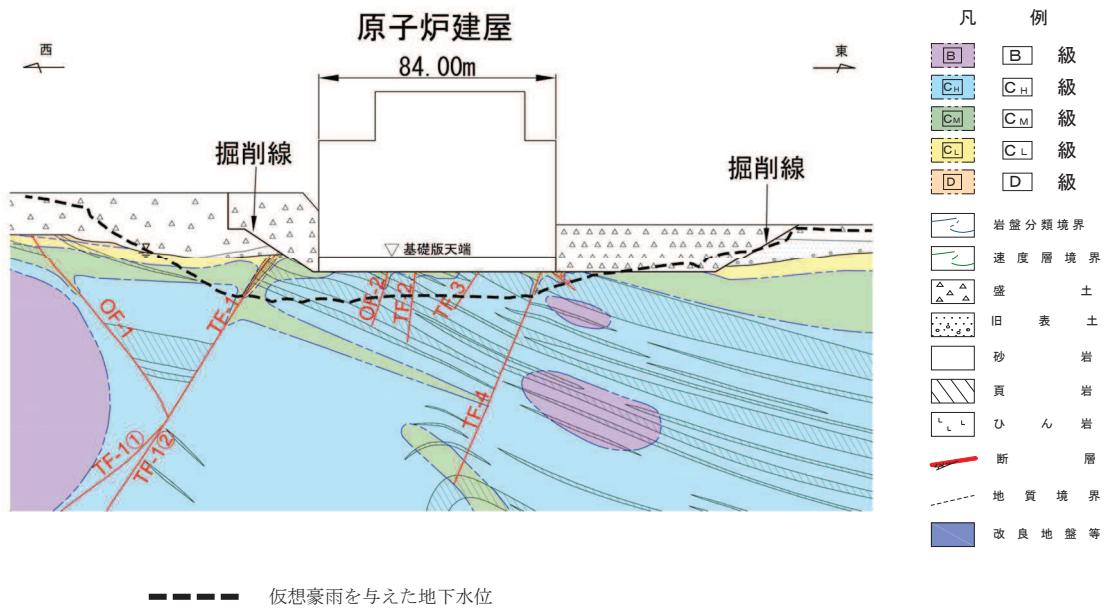 原子炉建屋
西
84.00m
東
掘削線
掘削線
基礎版天端
OF-1
TF-1
OF-2
TF-2
TF-3
TF-4
TF-1①
TF-1②
凡 例
B B 級
CH CH 級
CM CM 級
CL CL 級
D D 級
岩盤分類境界
速度層境界
盛土
旧表土
砂岩
頁岩
ひん岩
断層
地質境界
改良地盤等
仮想豪雨を与えた地下水位